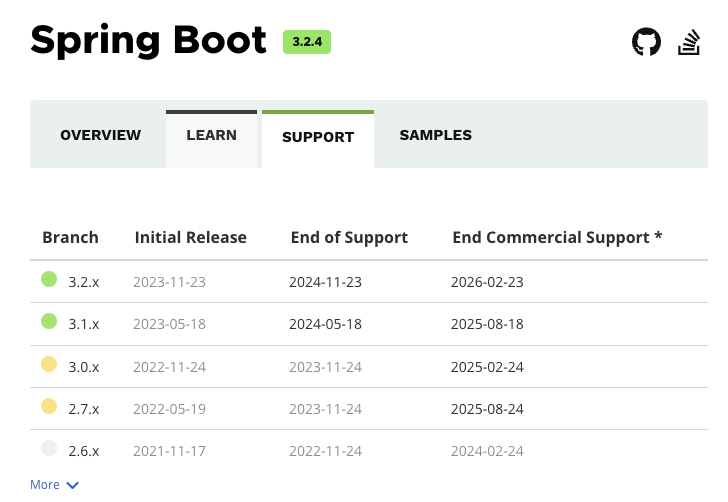 Spring Boot 3.2.4
OVERVIEW LEARN SUPPORT SAMPLES
Branch Initial Release End of Support End Commercial Support *
3.2.x 2023-11-23 2024-11-23 2026-02-23
3.1.x 2023-05-18 2024-05-18 2025-08-18
3.0.x 2022-11-24 2023-11-24 2025-02-24
2.7.x 2022-05-19 2023-11-24 2025-08-24
2.6.x 2021-11-17 2022-11-24 2024-02-24
More